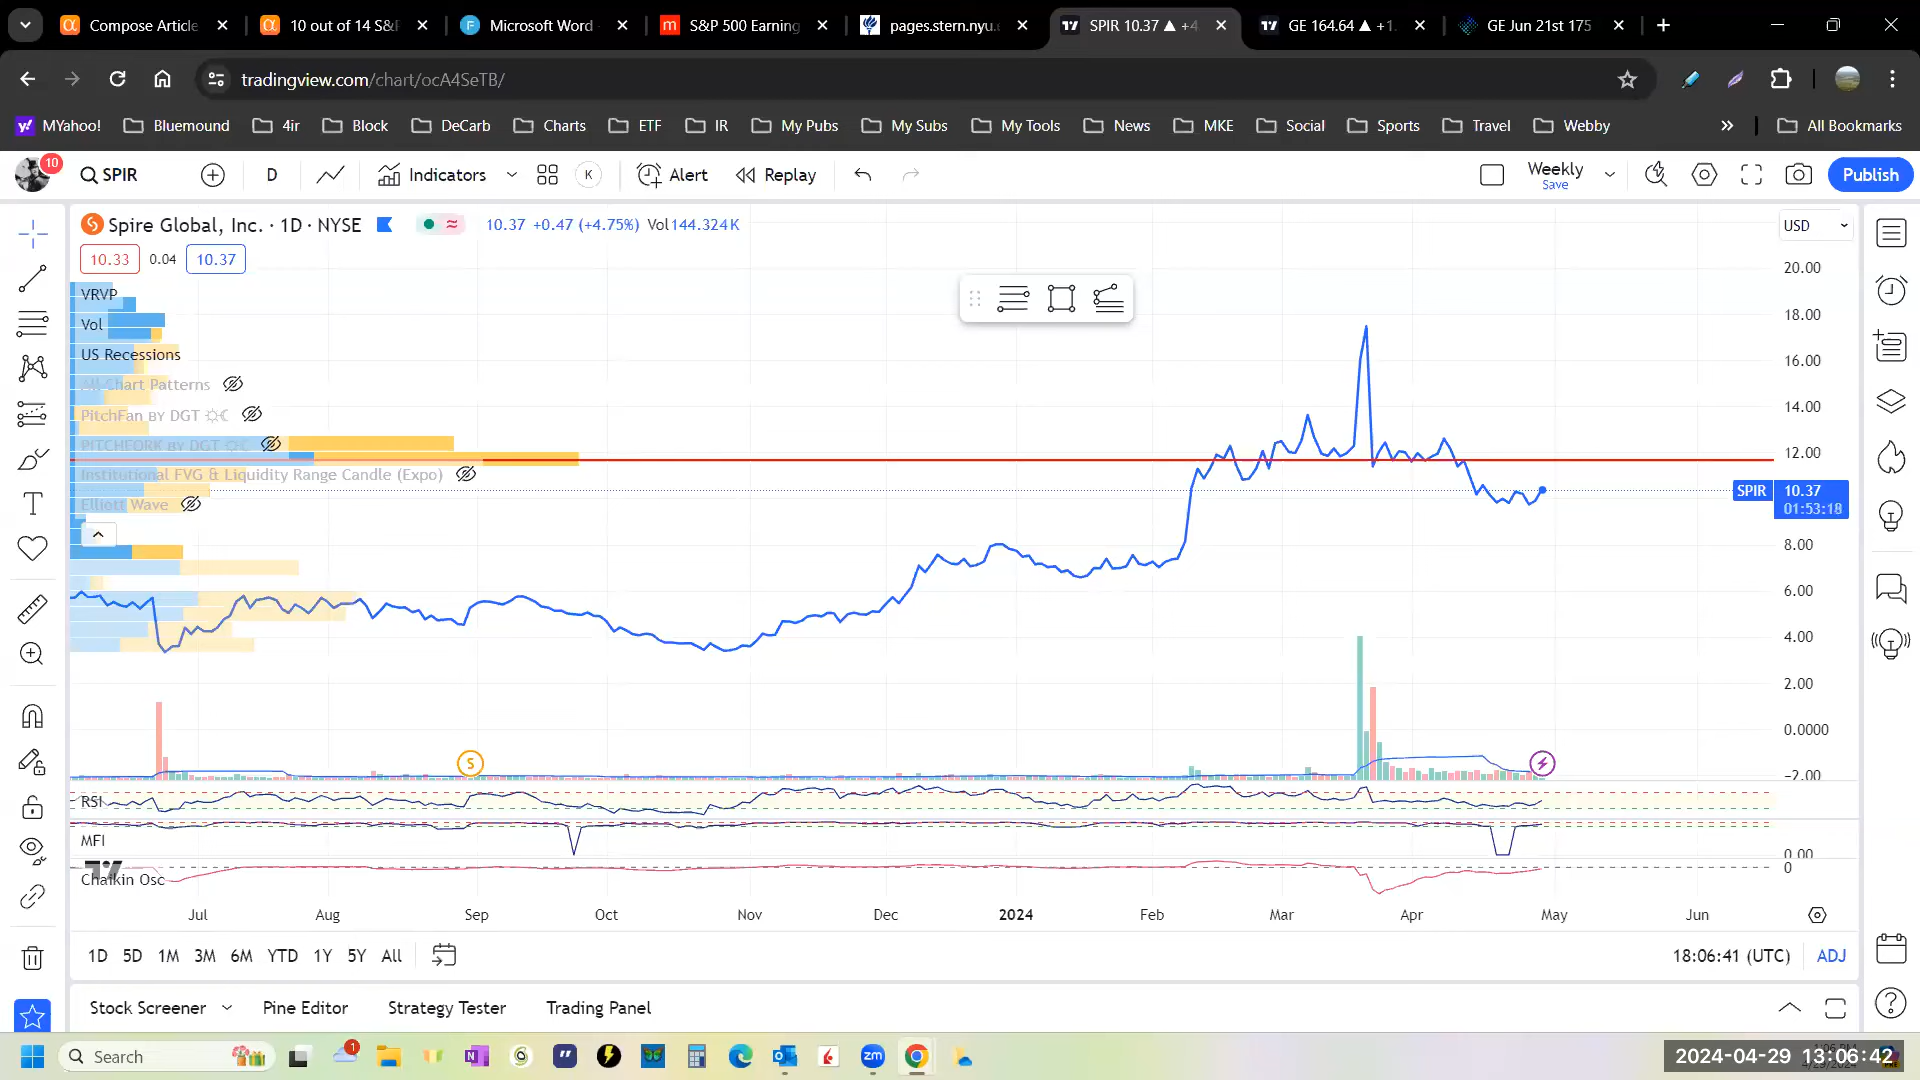 Compose Article
10 out of 14 S&P
Microsoft Word
S&P 500 Earning
pages.stern.nyu.
SPIR 10.37 ▲ +4
GE 164.64 ▲ +1.
GE Jun 21st 175
tradingview.com/chart/ocA4SeTB/
MYahoo! Bluemound 4ir Block DeCarb Charts ETF IR My Pubs My Subs My Tools News MKE Social Sports Travel Webby » All Bookmarks
10 SPIR D Indicators K Alert Replay Weekly Save Publish
Spire Global, Inc. · 1D · NYSE 10.37 +0.47 (+4.75%) Vol 144.324K
USD
10.33 0.04 10.37
VRVP
Vol
US Recessions
All Chart Patterns
PitchFan BY DGT
PITCHFORK BY DGT
Institutional FVG & Liquidity Range Candle (Expo)
Elliott Wave
20.00
18.00
16.00
14.00
12.00
SPIR 10.37
01:53:18
8.00
6.00
4.00
2.00
0.0000
−2.00
S
RSI
MFI
0.00
0
Chaikin Osc
Jul Aug Sep Oct Nov Dec 2024 Feb Mar Apr May Jun
1D 5D 1M 3M 6M YTD 1Y 5Y All 18:06:41 (UTC) ADJ
Stock Screener Pine Editor Strategy Tester Trading Panel
Search 1 zm
2024-04-29 13:06:42